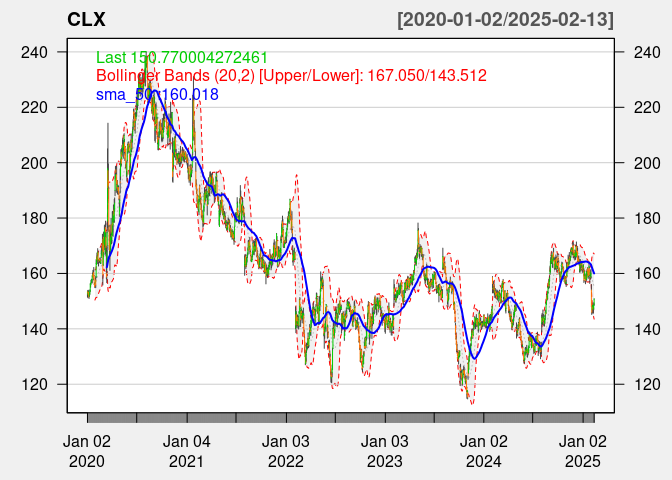 CLX [2020-01-02/2025-02-13]
Last 150.770004272461
Bollinger Bands (20,2) [Upper/Lower]: 167.050/143.512
sma_50: 160.018
240 240
220 220
200 200
180 180
160 160
140 140
120 120
Jan 02 Jan 04 Jan 03 Jan 03 Jan 02 Jan 02
2020 2021 2022 2023 2024 2025